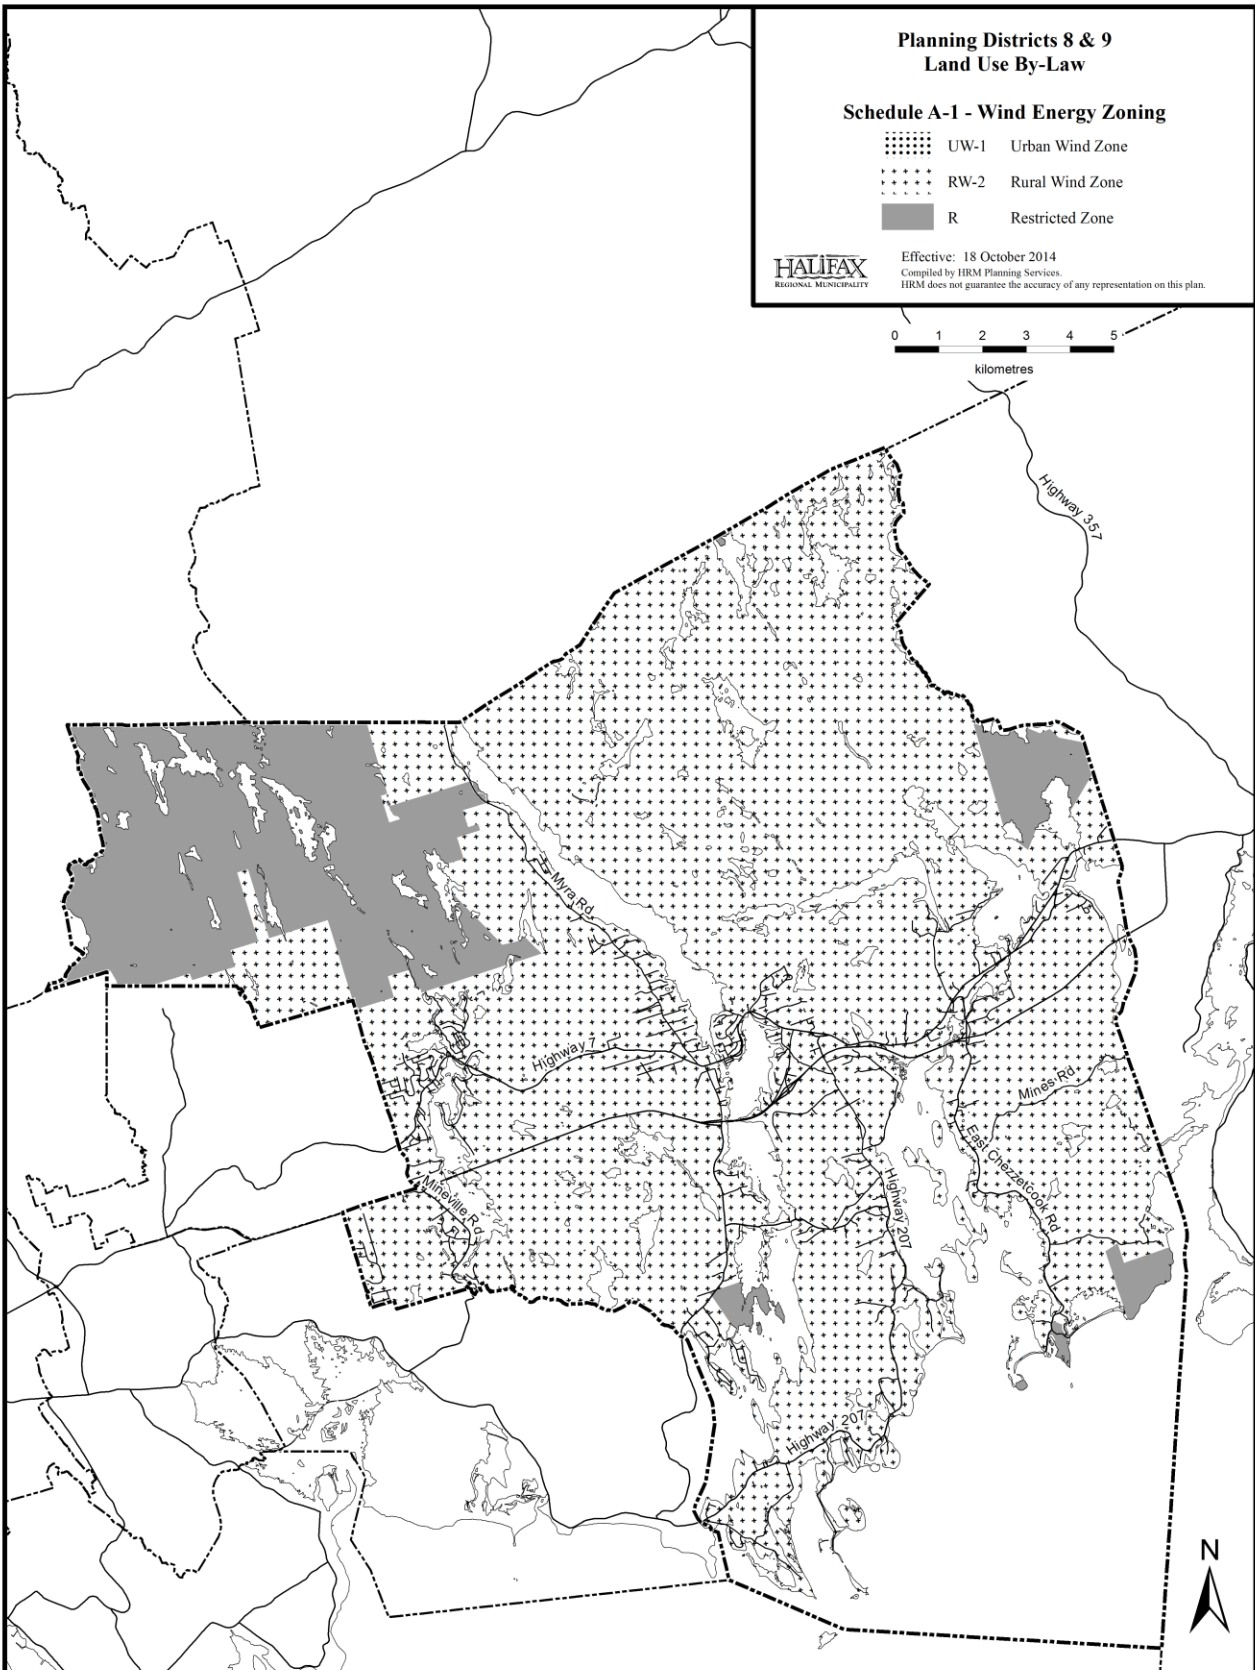 Planning Districts 8 & 9
Land Use By-Law
Schedule A-1 - Wind Energy Zoning
UW-1 Urban Wind Zone
RW-2 Rural Wind Zone
R Restricted Zone
HALIFAX
REGIONAL MUNICIPALITY
Effective: 18 October 2014
Compiled by HRM Planning Services.
HRM does not guarantee the accuracy of any representation on this plan.
0 1 2 3 4 5
kilometres
Highway 357
Myra Rd
Highway 7
Mines Rd
East Chezzetcook Rd
Mineville Rd
Highway 207
Highway 207
N